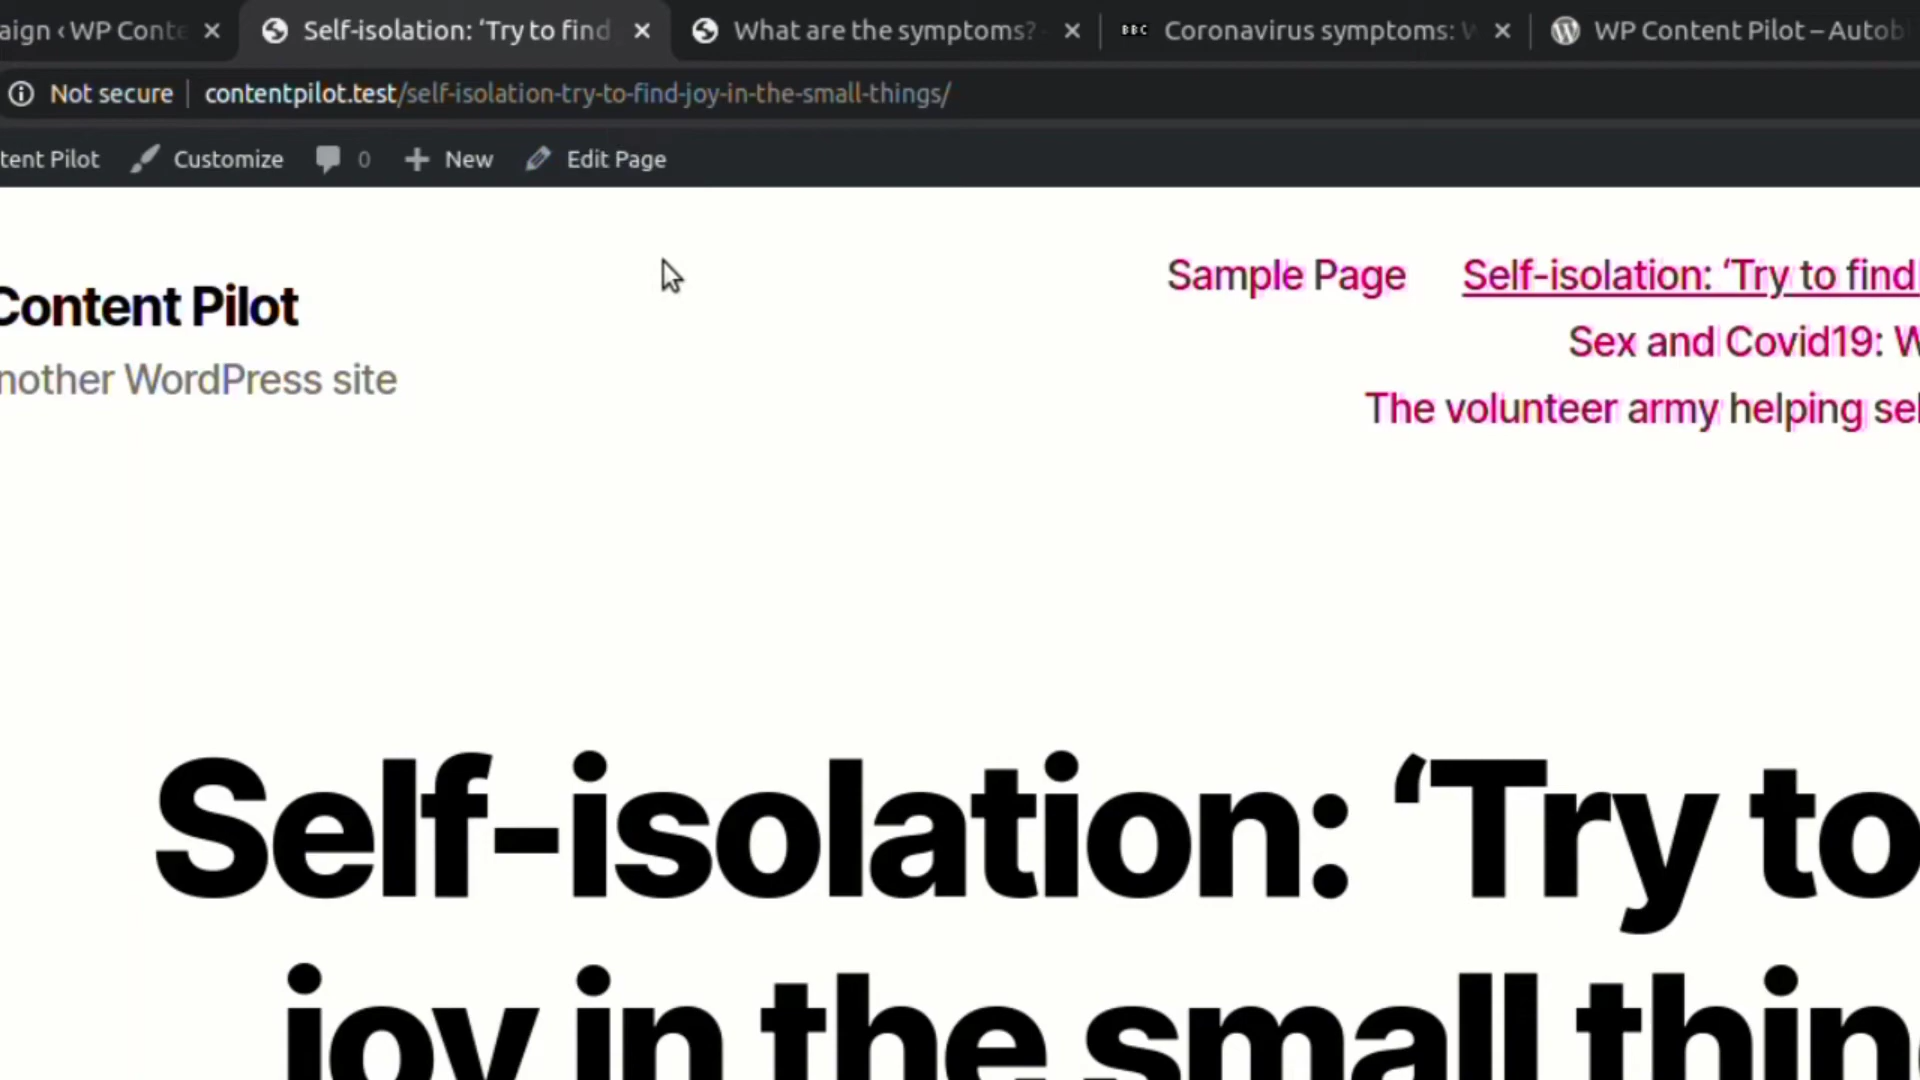 aign ‹ WP Conte
Self-isolation: ‘Try to find
What are the symptoms?
BBC
Coronavirus symptoms: W
WP Content Pilot – Autobl
Not secure
contentpilot.test/self-isolation-try-to-find-joy-in-the-small-things/
tent Pilot
Customize
0
New
Edit Page
Content Pilot
nother WordPress site
Sample Page
Self-isolation: ‘Try to find
Sex and Covid19: W
The volunteer army helping sel
Self-isolation: ‘Try to
joy in the small thin